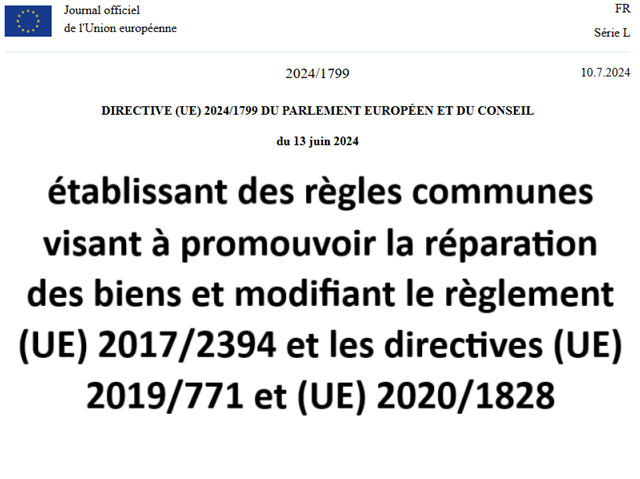 Journal officiel
de l'Union européenne
FR
Série L
2024/1799
10.7.2024
DIRECTIVE (UE) 2024/1799 DU PARLEMENT EUROPÉEN ET DU CONSEIL
du 13 juin 2024
établissant des règles communes
visant à promouvoir la réparation
des biens et modifiant le règlement
(UE) 2017/2394 et les directives (UE)
2019/771 et (UE) 2020/1828